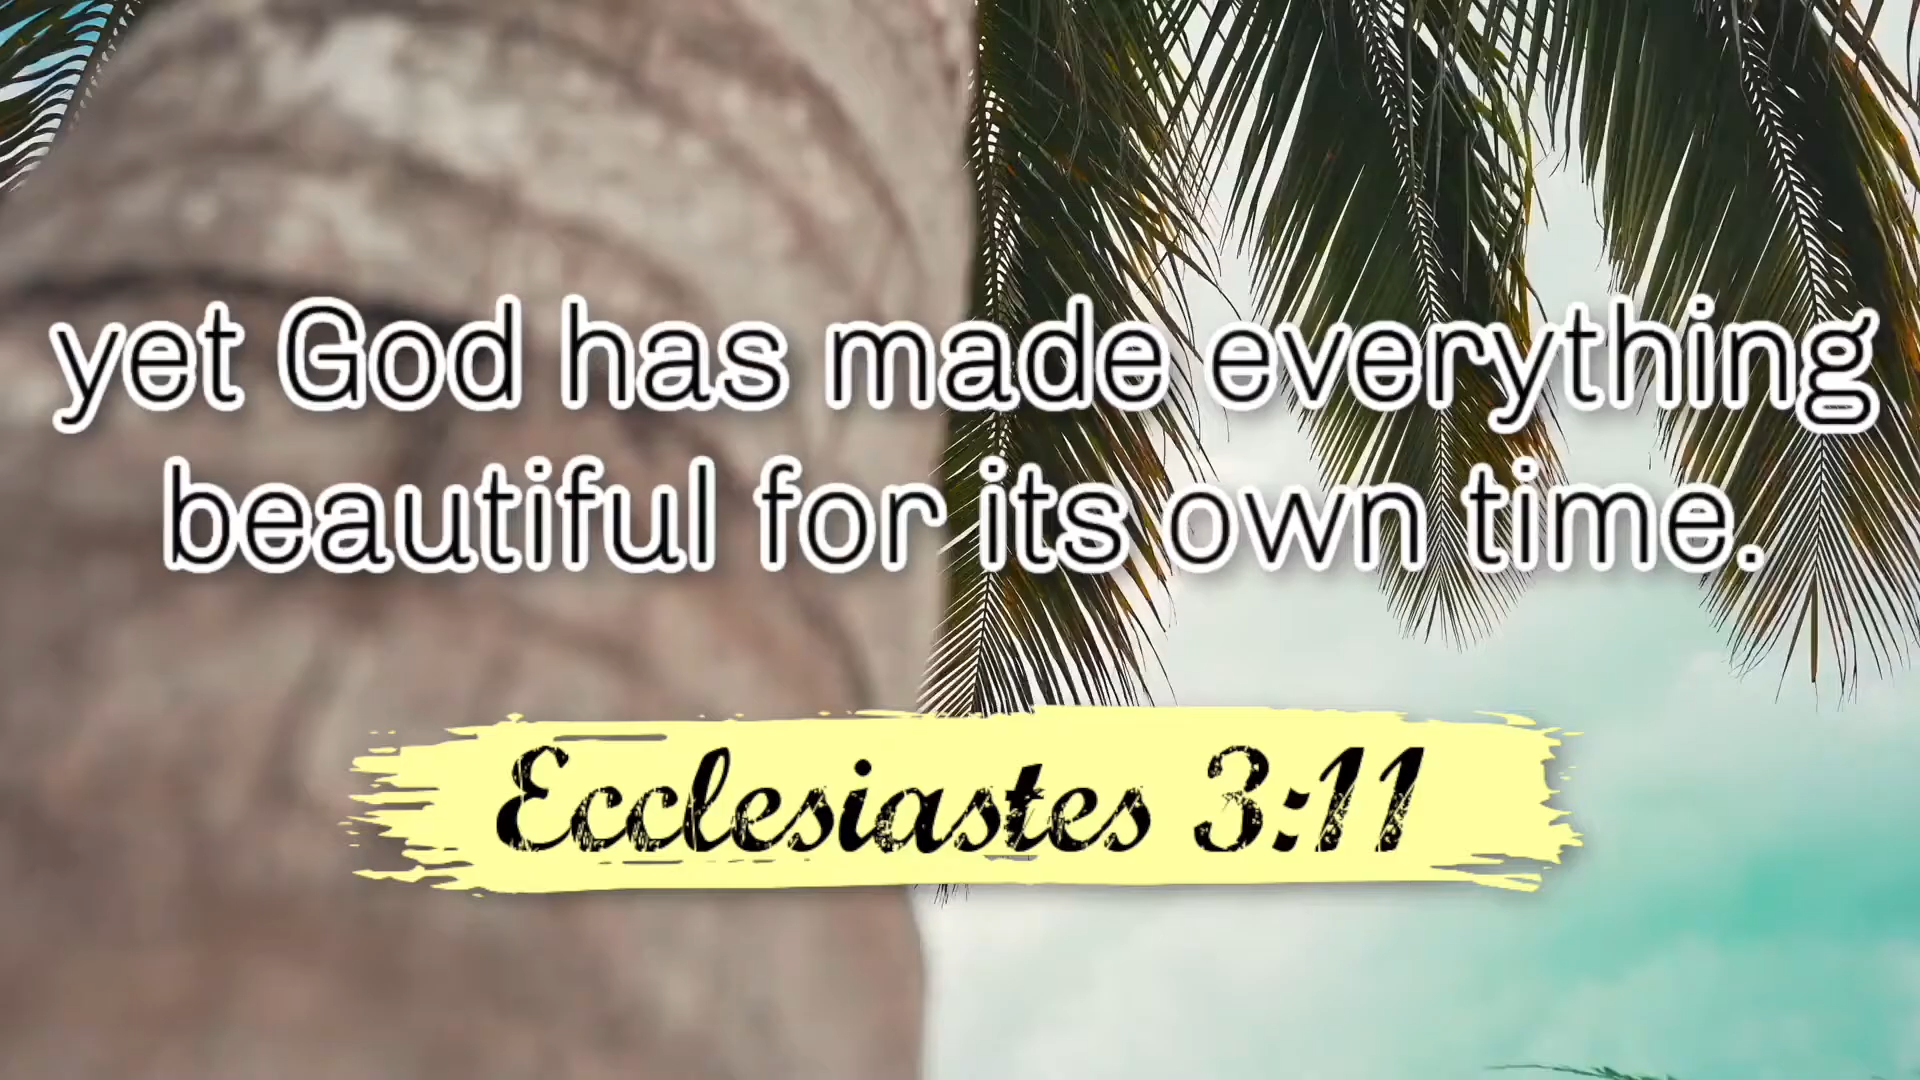 yet God has made everything
beautiful for its own time.
Ecclesiastes 3:11